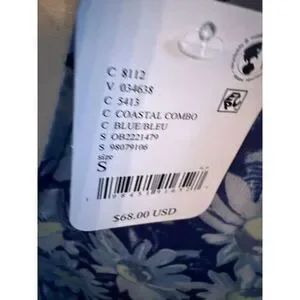 C 8112
V 034638
C 5413
C COASTAL COMBO
C BLUE/BLEU
S OB2221479
S 98079106
size
S
$68.00 USD